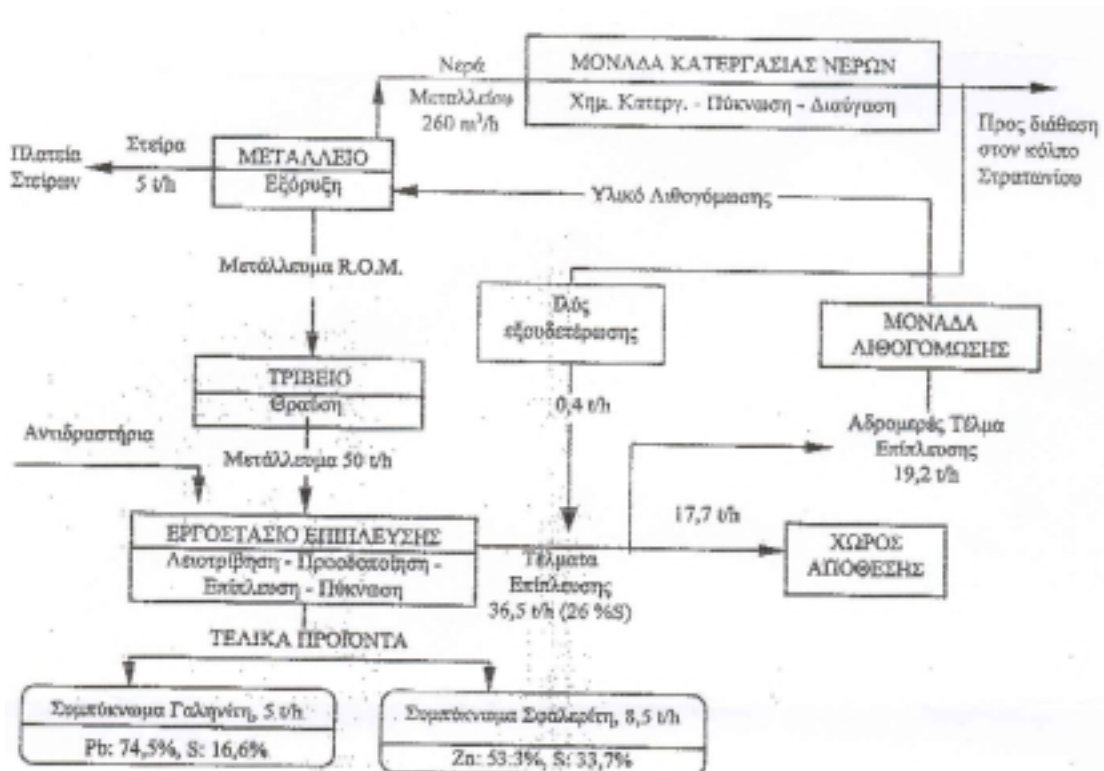 Νερά
Μεταλλείου
260 m³/h
ΜΟΝΑΔΑ ΚΑΤΕΡΓΑΣΙΑΣ ΝΕΡΩΝ
Χημ. Κατεργ. - Πύκνωση - Διαύγαση
Προς διάθεση
στον κόλπο
Στρατωνίου
Πλατεία
Στείρων
Στείρα
5 t/h
ΜΕΤΑΛΛΕΙΟ
Εξόρυξη
Υλικό Λιθογόμωσης
Μετάλλευμα R.O.M.
Ιλύς
εξουδετέρωσης
ΜΟΝΑΔΑ
ΛΙΘΟΓΟΜΩΣΗΣ
ΤΡΙΒΕΙΟ
Θραύση
0,4 t/h
Αντιδραστήρια
Μετάλλευμα 50 t/h
Αδρομερές Τέλμα
Επίπλευσης
19,2 t/h
ΕΡΓΟΣΤΑΣΙΟ ΕΠΙΠΛΕΥΣΗΣ
Λειοτρίβηση - Προσδοποίηση -
Επίπλευση - Πύκνωση
Τέλματα
Επίπλευσης
36,5 t/h (26 %S)
17,7 t/h
ΧΩΡΟΣ
ΑΠΟΘΕΣΗΣ
ΤΕΛΙΚΑ ΠΡΟΪΟΝΤΑ
Συμπύκνωμα Γαληνίτη, 5 t/h
Pb: 74,5%, S: 16,6%
Συμπύκνωμα Σφαλερίτη, 8,5 t/h
Zn: 53.3%, S: 33,7%